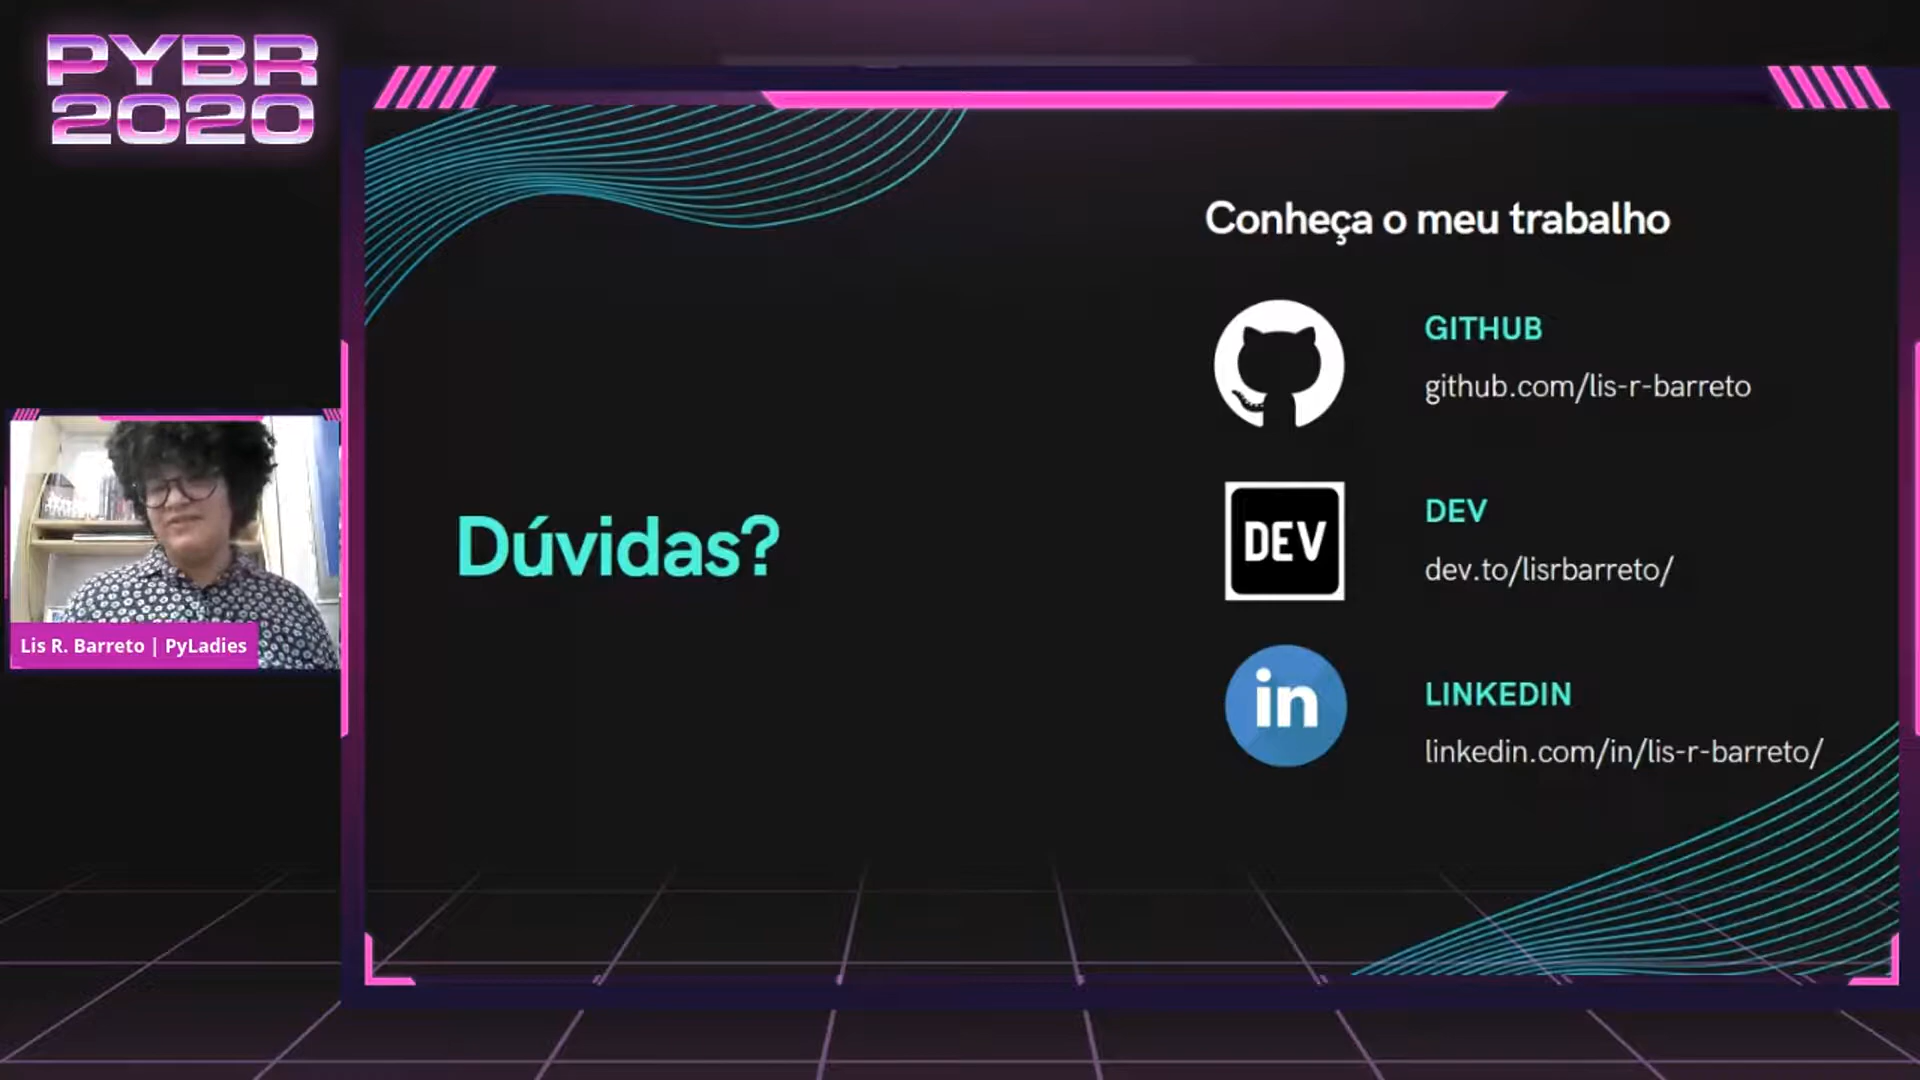 PYBR
2020
Lis R. Barreto | PyLadies
Dúvidas?
Conheça o meu trabalho
GITHUB
github.com/lis-r-barreto
DEV
DEV
dev.to/lisrbarreto/
in
LINKEDIN
linkedin.com/in/lis-r-barreto/